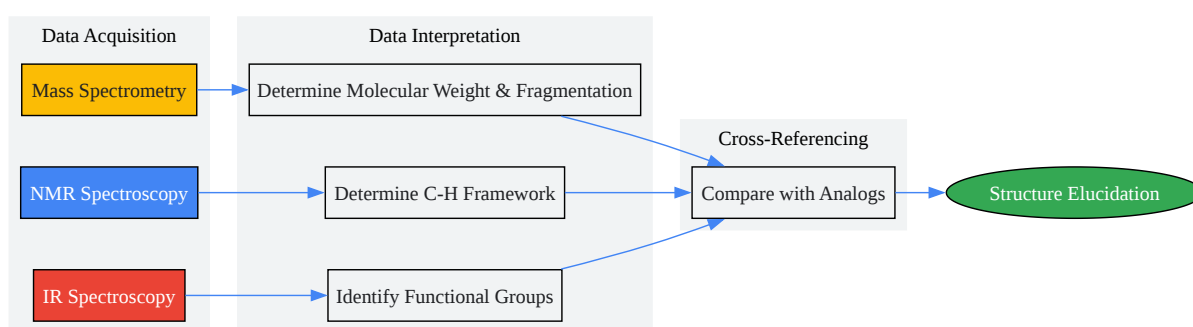 Data Acquisition
Data Interpretation
Mass Spectrometry
Determine Molecular Weight & Fragmentation
Cross-Referencing
NMR Spectroscopy
Determine C-H Framework
Compare with Analogs
Structure Elucidation
IR Spectroscopy
Identify Functional Groups